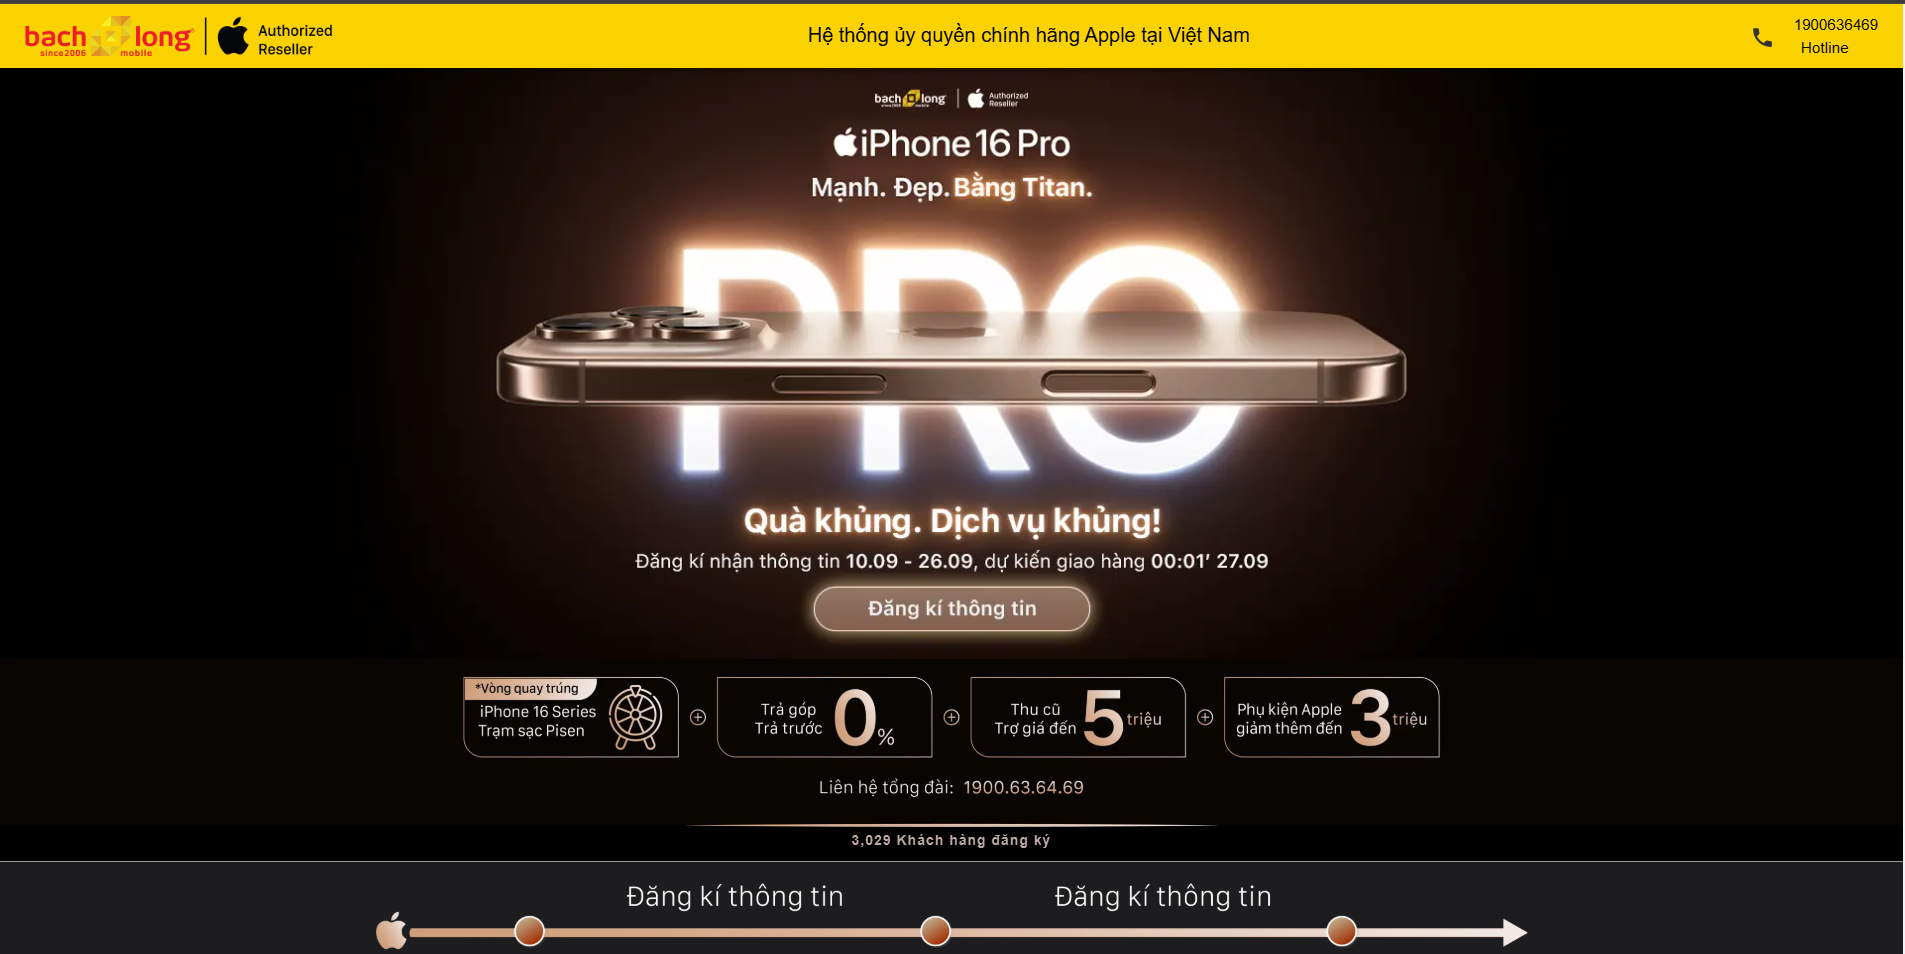 bach long
since2006 mobile
Authorized
Reseller
Hệ thống ủy quyền chính hãng Apple tại Việt Nam
1900636469
Hotline
bach long
since2006 mobile
Authorized
Reseller
iPhone 16 Pro
Mạnh. Đẹp. Bằng Titan.
PRO
Quà khủng. Dịch vụ khủng!
Đăng kí nhận thông tin 10.09 - 26.09, dự kiến giao hàng 00:01’ 27.09
Đăng kí thông tin
*Vòng quay trúng
iPhone 16 Series
Trạm sạc Pisen
Trả góp
Trả trước
0%
Thu cũ
Trợ giá đến
5 triệu
Phụ kiện Apple
giảm thêm đến
3 triệu
Liên hệ tổng đài: 1900.63.64.69
3,029 Khách hàng đăng ký
Đăng kí thông tin
Đăng kí thông tin